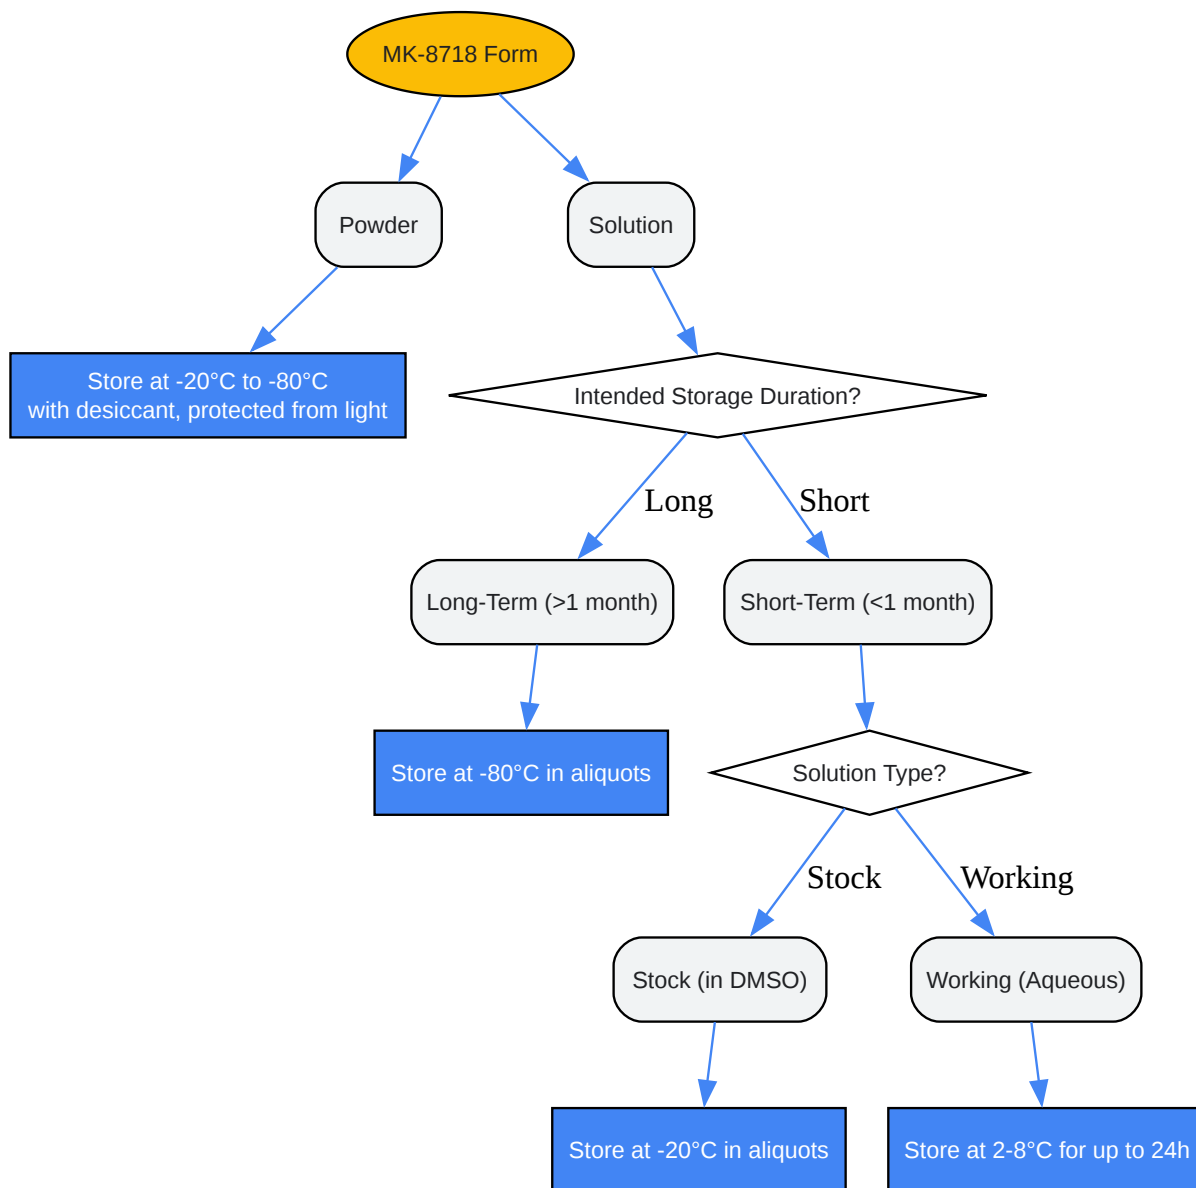 MK-8718 Form
Powder
Solution
Store at -20°C to -80°C
with desiccant, protected from light
Intended Storage Duration?
Long
Short
Long-Term (>1 month)
Short-Term (<1 month)
Store at -80°C in aliquots
Solution Type?
Stock
Working
Stock (in DMSO)
Working (Aqueous)
Store at -20°C in aliquots
Store at 2-8°C for up to 24h